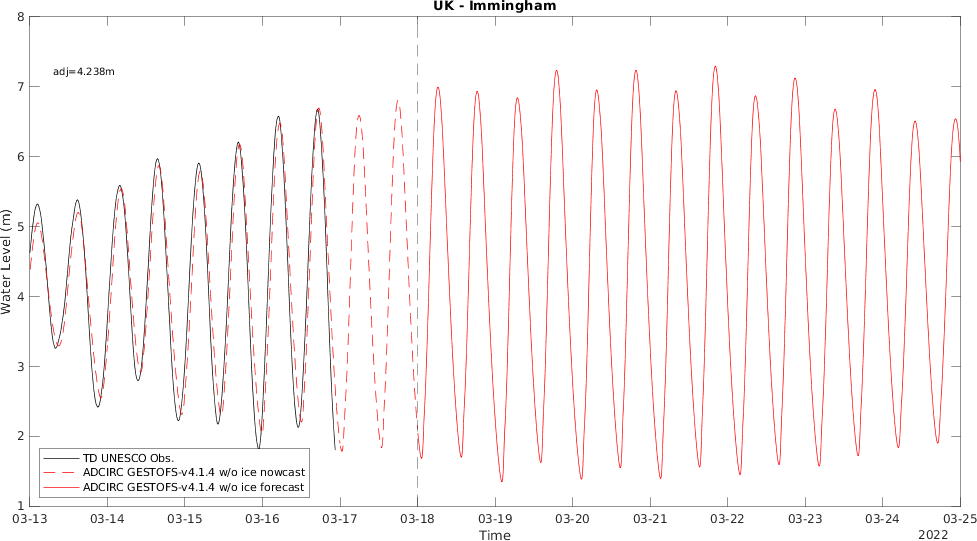 UK - Immingham
8
adj=4.238m
7
6
5
4
3
2
1
Water Level (m)
TD UNESCO Obs.
ADCIRC GESTOFS-v4.1.4 w/o ice nowcast
ADCIRC GESTOFS-v4.1.4 w/o ice forecast
03-13 03-14 03-15 03-16 03-17 03-18 03-19 03-20 03-21 03-22 03-23 03-24 03-25
Time
2022